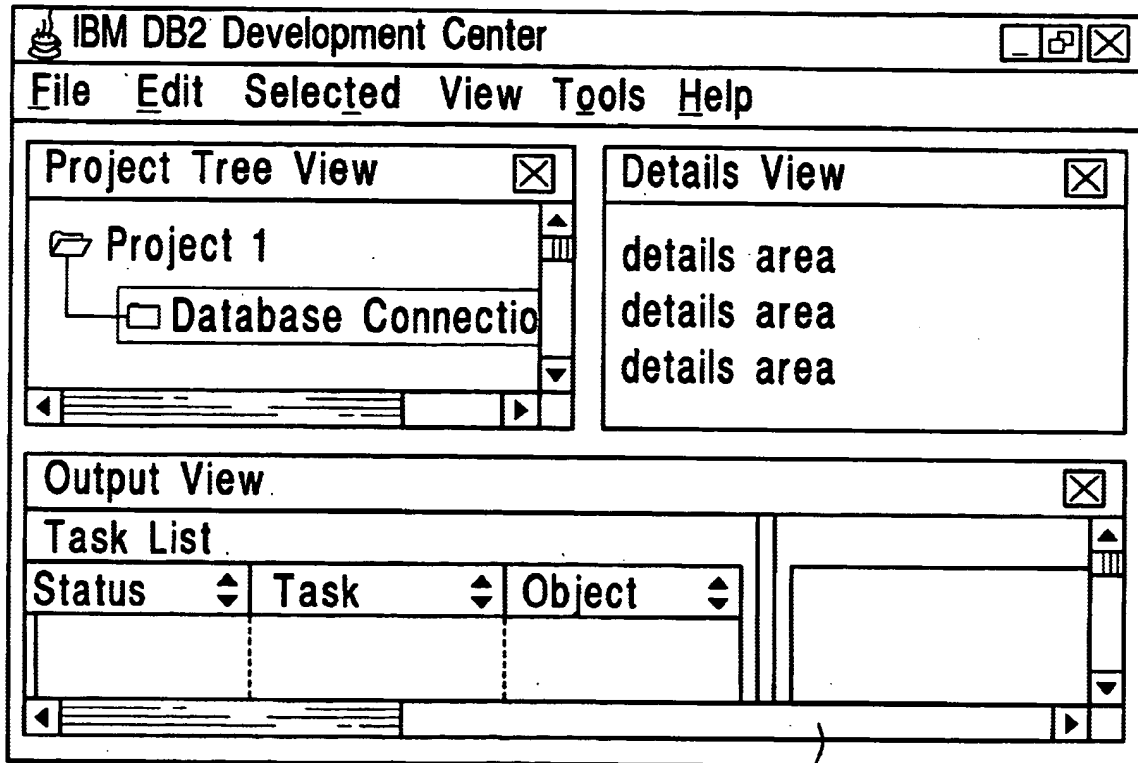 IBM DB2 Development Center
File Edit Selected View Tools Help
Project Tree View
Project 1
Database Connectio
Details View
details area
details area
details area
Output View
Task List
Status Task Object